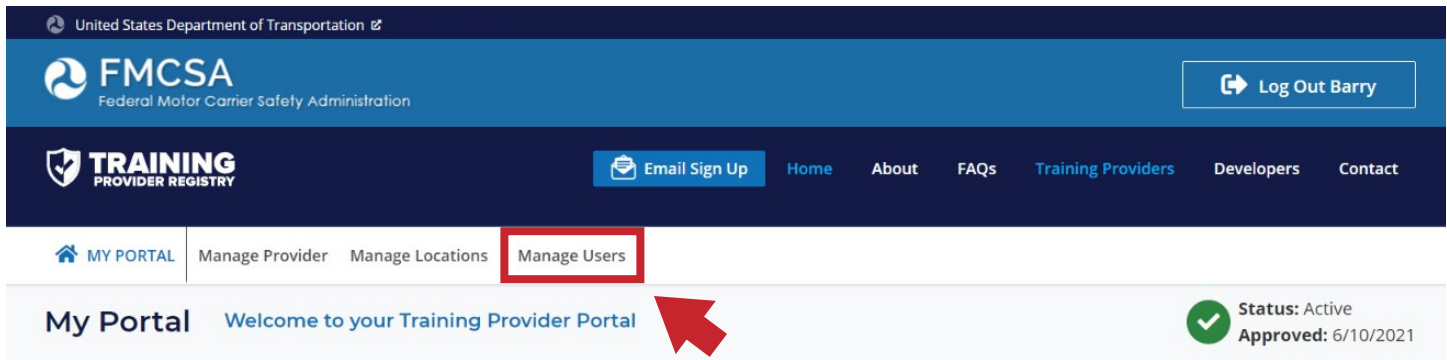 United States Department of Transportation
FMCSA
Federal Motor Carrier Safety Administration
Log Out Barry
TRAINING
PROVIDER REGISTRY
Email Sign Up Home About FAQs Training Providers Developers Contact
MY PORTAL Manage Provider Manage Locations Manage Users
My Portal Welcome to your Training Provider Portal
Status: Active
Approved: 6/10/2021